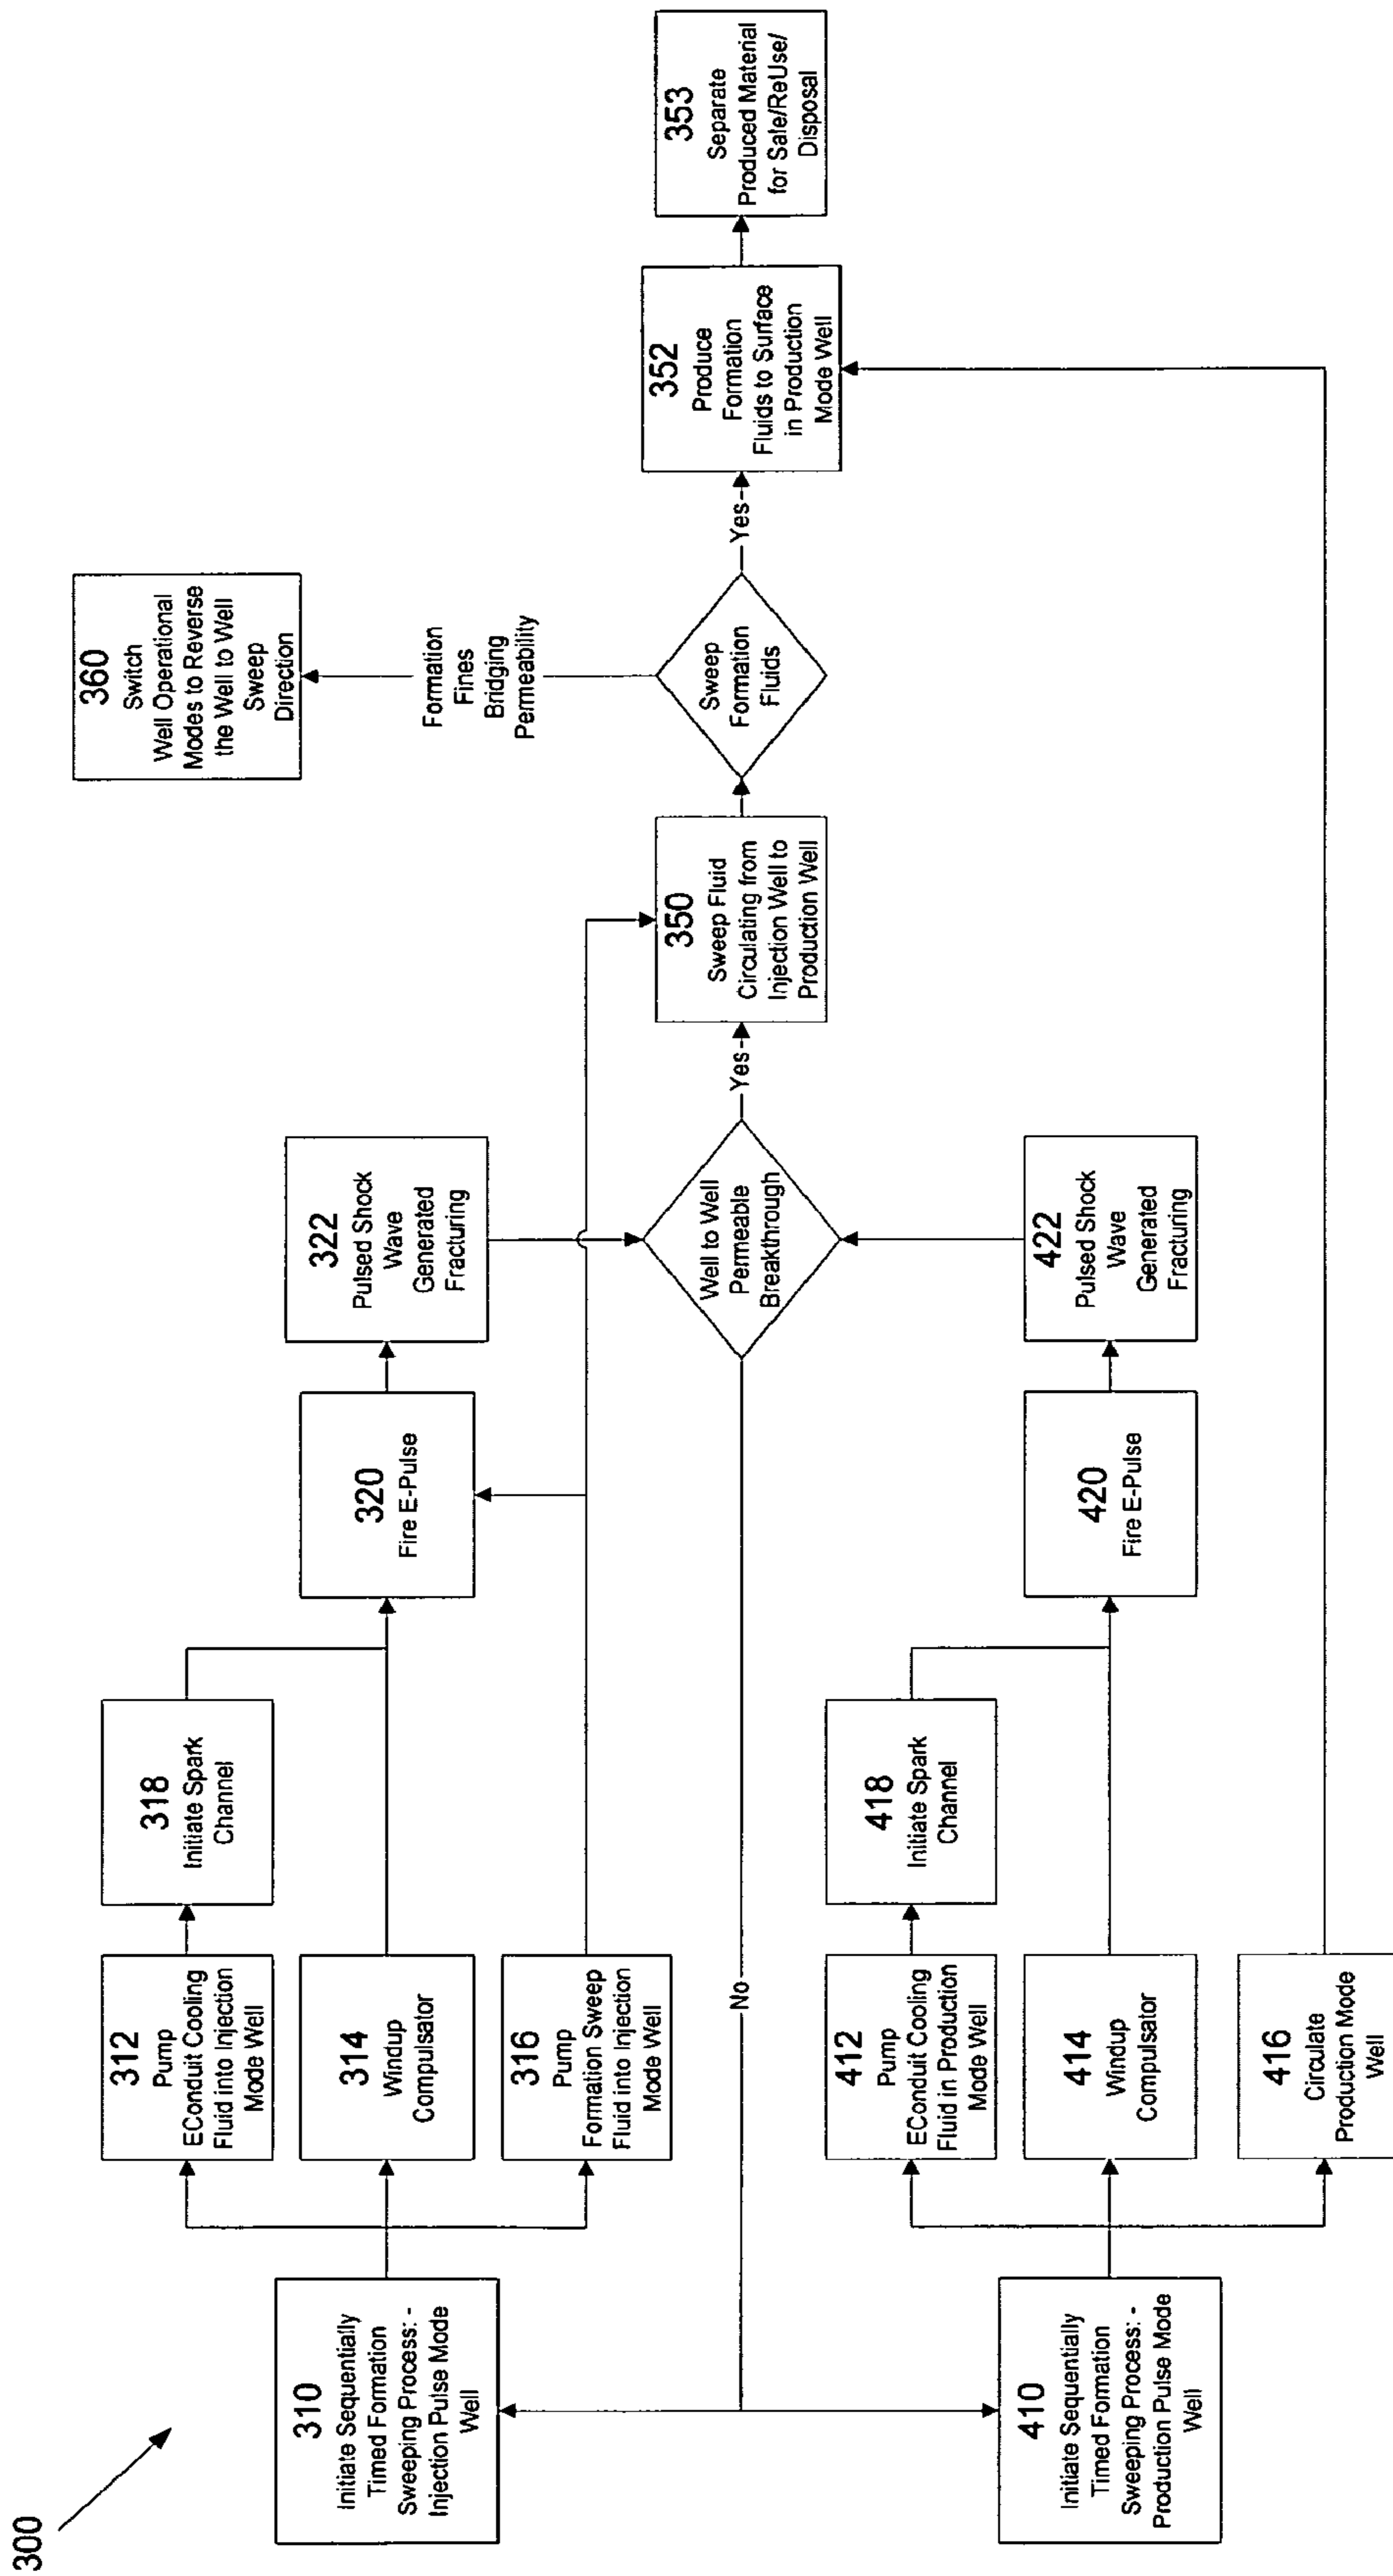 300
310
Initiate Sequentially
Timed Formation
Sweeping Process: -
Injection Pulse Mode
Well
312
Pump
EConduit Cooling
Fluid into Injection
Mode Well
314
Windup
Compulsator
316
Pump
Formation Sweep
Fluid into Injection
Mode Well
318
Initiate Spark
Channel
320
Fire E-Pulse
322
Pulsed Shock
Wave
Generated
Fracturing
No
Well to Well
Permeable
Breakthrough
Yes
350
Sweep Fluid
Circulating from
Injection Well to
Production Well
Sweep
Formation
Fluids
Formation
Fines
Bridging
Permeability
360
Switch
Well Operational
Modes to Reverse
the Well to Well
Sweep
Direction
Yes
352
Produce
Formation
Fluids to Surface
in Production
Mode Well
353
Separate
Produced Material
for Sale/ReUse/
Disposal
410
Initiate Sequentially
Timed Formation
Sweeping Process: -
Production Pulse Mode
Well
412
Pump
EConduit Cooling
Fluid in Production
Mode Well
414
Windup
Compulsator
416
Circulate
Production Mode
Well
418
Initiate Spark
Channel
420
Fire E-Pulse
422
Pulsed Shock
Wave
Generated
Fracturing